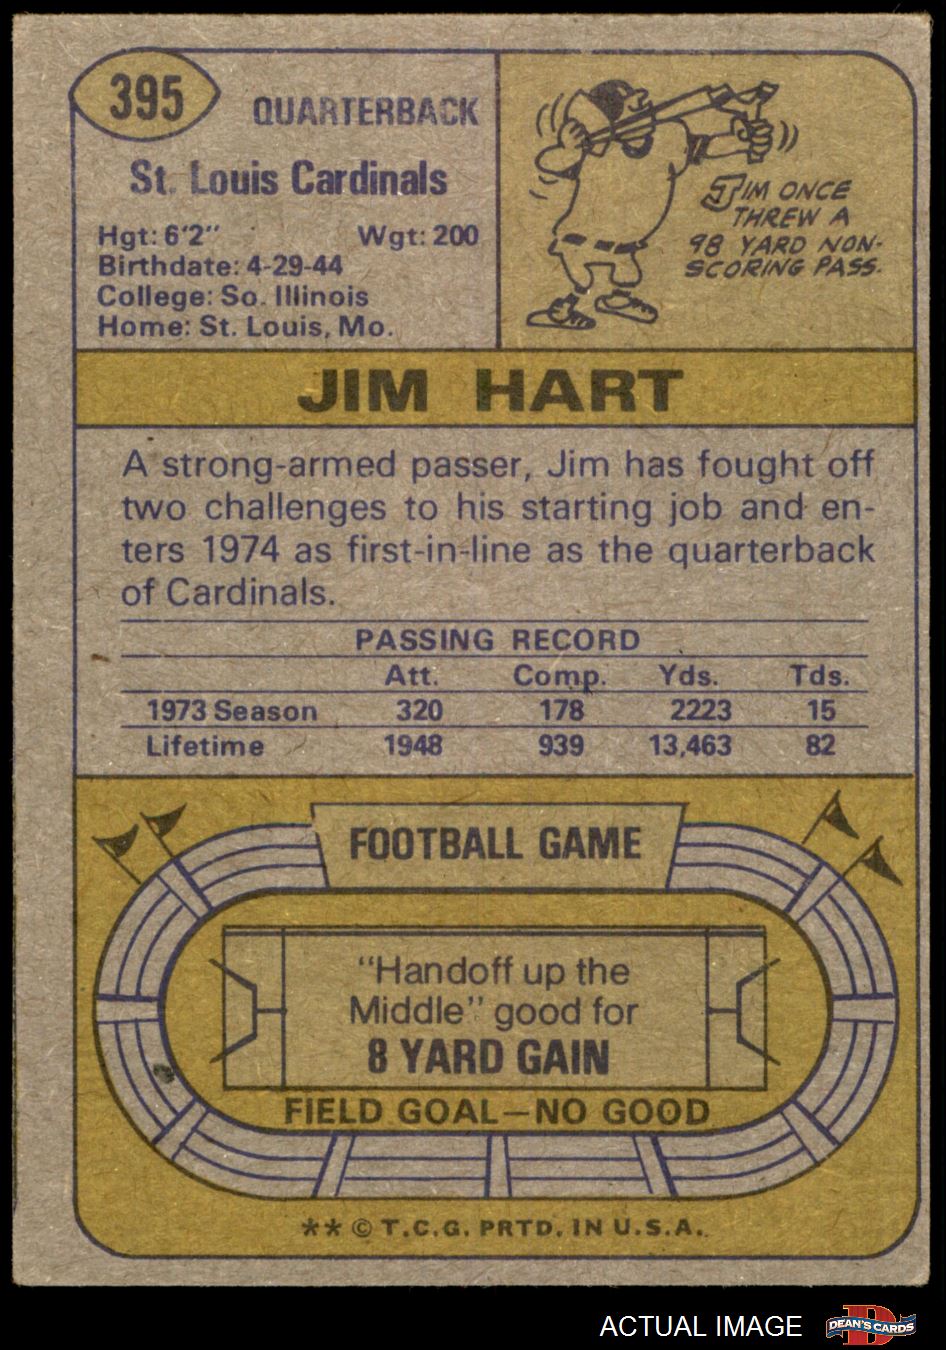 395
QUARTERBACK
St. Louis Cardinals
Hgt: 6'2" Wgt: 200
Birthdate: 4-29-44
College: So. Illinois
Home: St. Louis, Mo.
JIM ONCE
THREW A
98 YARD NON-
SCORING PASS.
JIM HART
A strong-armed passer, Jim has fought off
two challenges to his starting job and en-
ters 1974 as first-in-line as the quarterback
of Cardinals.
PASSING RECORD
Att. Comp. Yds. Tds.
1973 Season 320 178 2223 15
Lifetime 1948 939 13,463 82
FOOTBALL GAME
"Handoff up the
Middle" good for
8 YARD GAIN
FIELD GOAL—NO GOOD
** © T.C.G. PRTD. IN U.S.A.
ACTUAL IMAGE
D
DEAN'S CARDS